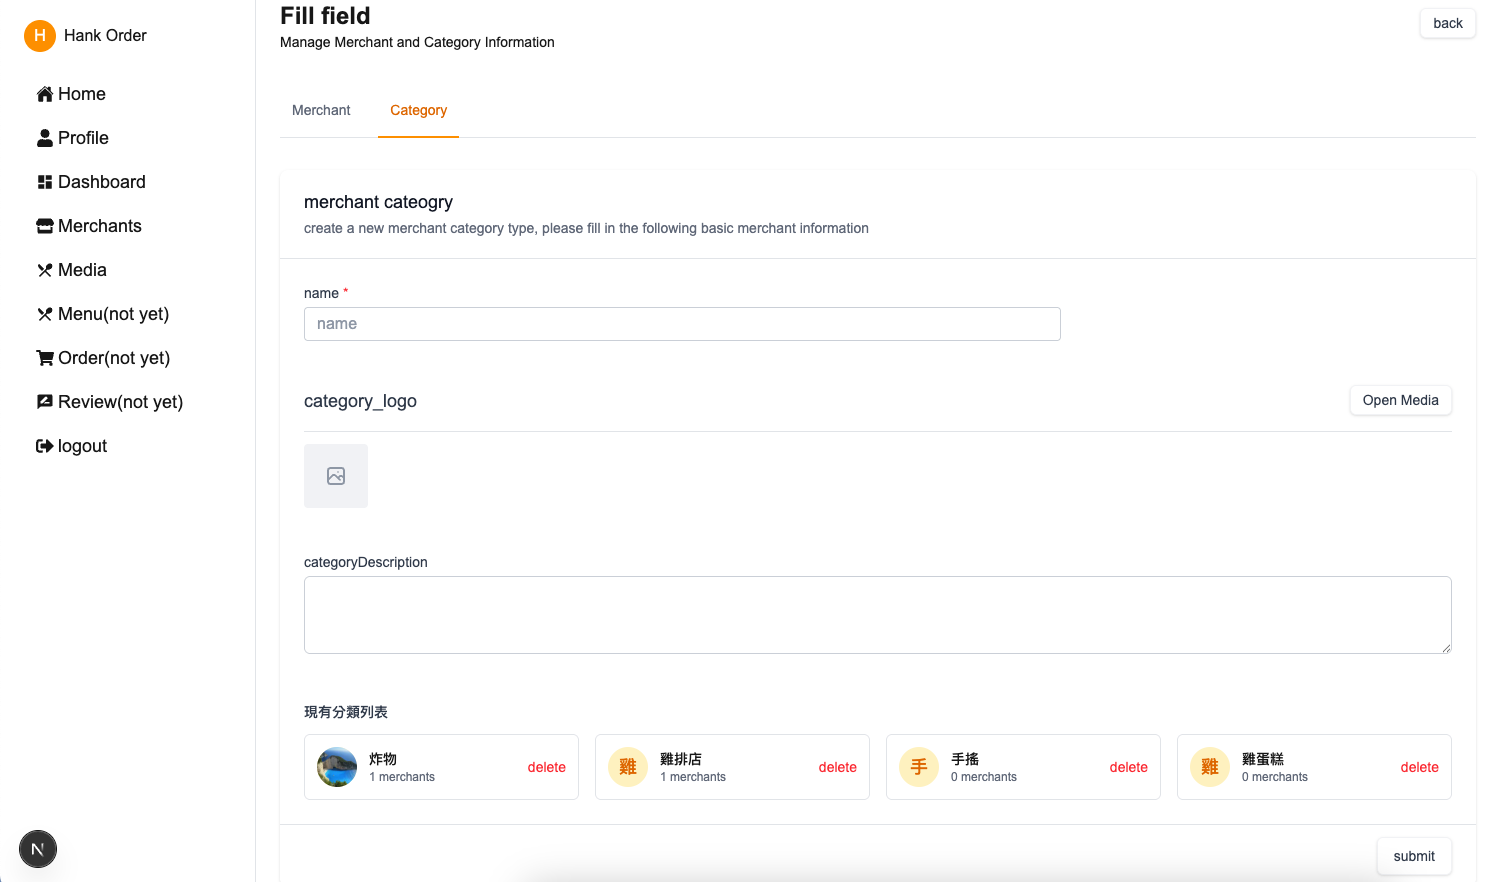 H Hank Order
Home
Profile
Dashboard
Merchants
Media
Menu(not yet)
Order(not yet)
Review(not yet)
logout
N
Fill field
back
Manage Merchant and Category Information
Merchant Category
merchant cateogry
create a new merchant category type, please fill in the following basic merchant information
name *
name
category_logo
Open Media
categoryDescription
現有分類列表
炸物
1 merchants
delete
雞
雞排店
1 merchants
delete
手
手搖
0 merchants
delete
雞
雞蛋糕
0 merchants
delete
submit